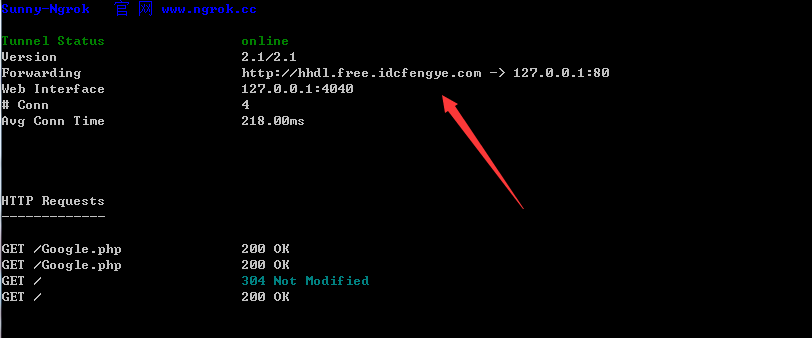 Sunny-Ngrok 官网 www.ngrok.cc
Tunnel Status online
Version 2.1/2.1
Forwarding http://hhdl.free.idcfengye.com -> 127.0.0.1:80
Web Interface 127.0.0.1:4040
# Conn 4
Avg Conn Time 218.00ms
HTTP Requests
-------------
GET /Google.php 200 OK
GET /Google.php 200 OK
GET / 304 Not Modified
GET / 200 OK